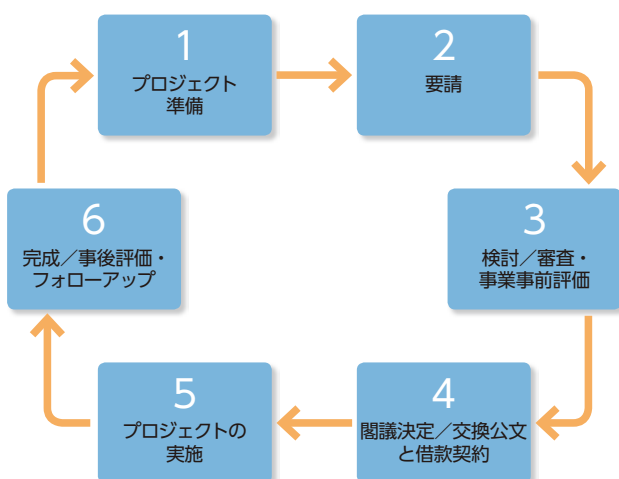 1
プロジェクト
準備
2
要請
3
検討／審査・
事業事前評価
4
閣議決定／交換公文
と借款契約
5
プロジェクトの
実施
6
完成／事後評価・
フォローアップ